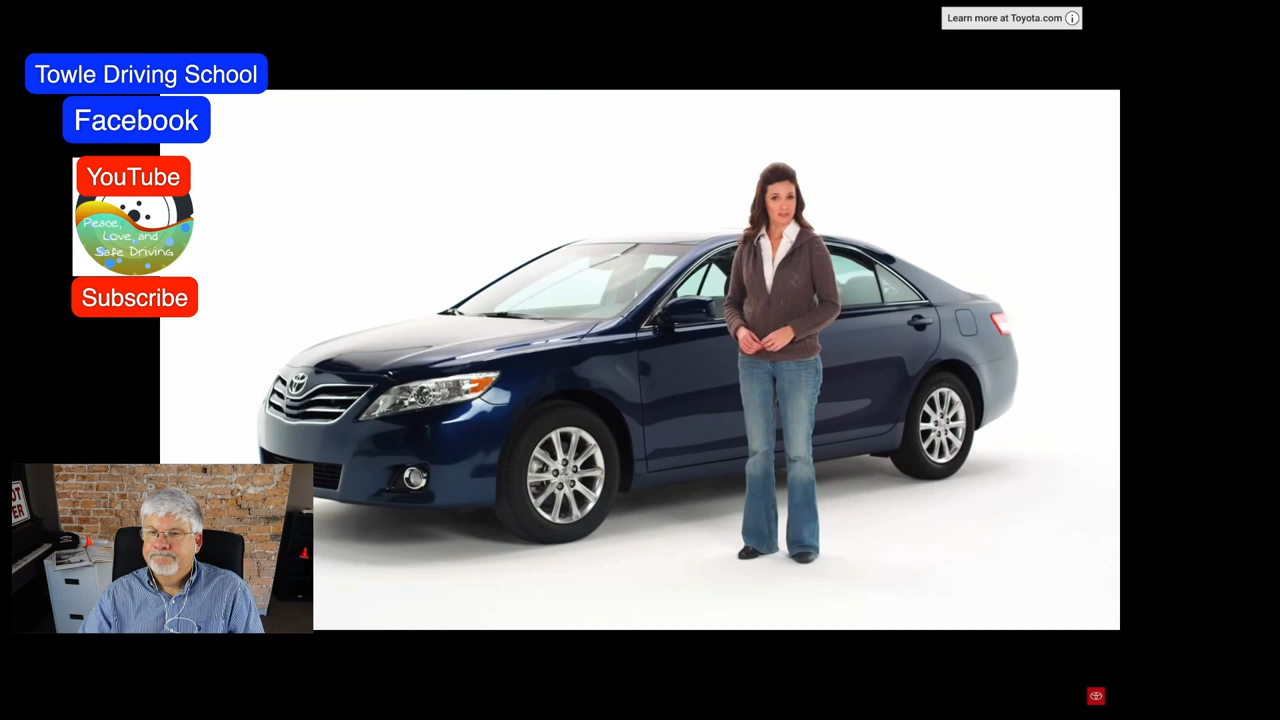 Learn more at Toyota.com
Towle Driving School
Facebook
YouTube
Peace,
Love, and
Safe Driving
Subscribe